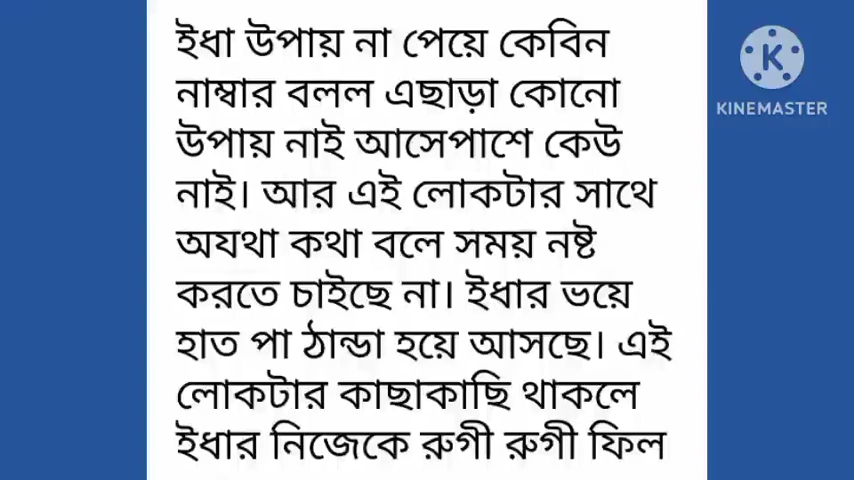 ইধা উপায় না পেয়ে কেবিন
নাম্বার বলল এছাড়া কোনো
উপায় নাই আসেপাশে কেউ
নাই। আর এই লোকটার সাথে
অযথা কথা বলে সময় নষ্ট
করতে চাইছে না। ইধার ভয়ে
হাত পা ঠান্ডা হয়ে আসছে। এই
লোকটার কাছাকাছি থাকলে
ইধার নিজেকে রুগী রুগী ফিল
K
KINEMASTER